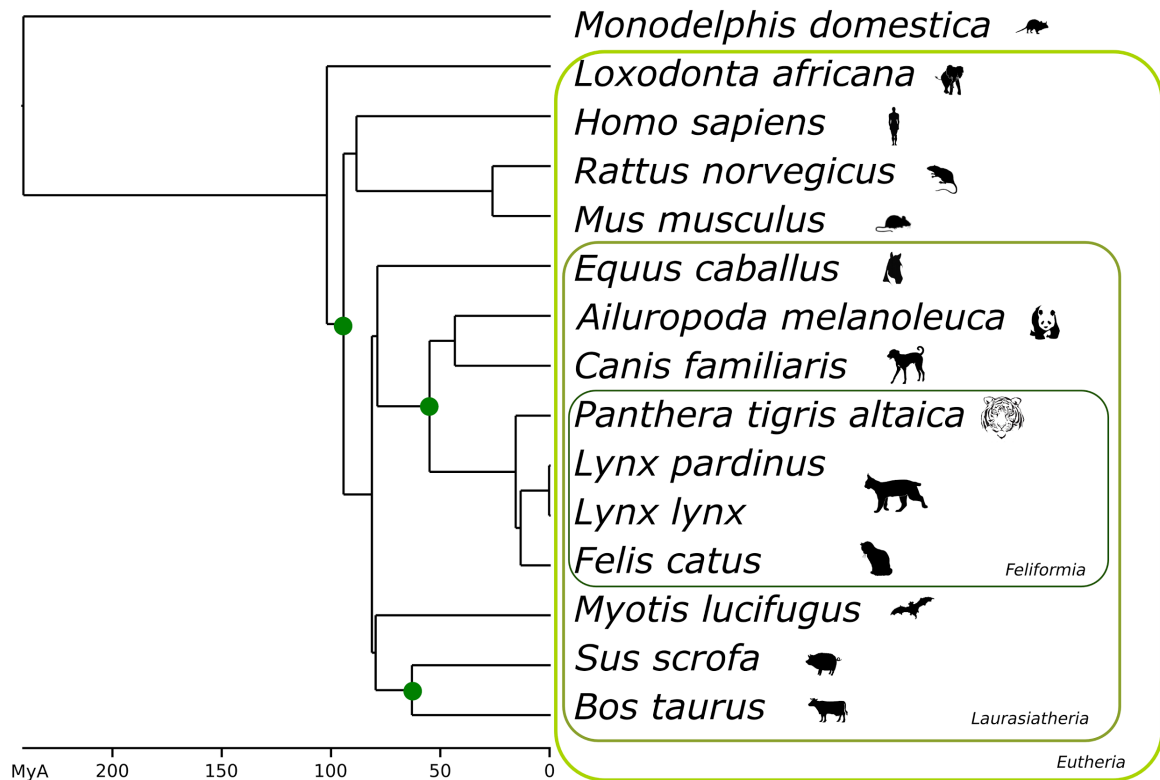 Monodelphis domestica
Loxodonta africana
Homo sapiens
Rattus norvegicus
Mus musculus
Equus caballus
Ailuropoda melanoleuca
Canis familiaris
Panthera tigris altaica
Lynx pardinus
Lynx lynx
Felis catus
Feliformia
Myotis lucifugus
Sus scrofa
Bos taurus
Laurasiatheria
Eutheria
MyA 200 150 100 50 0